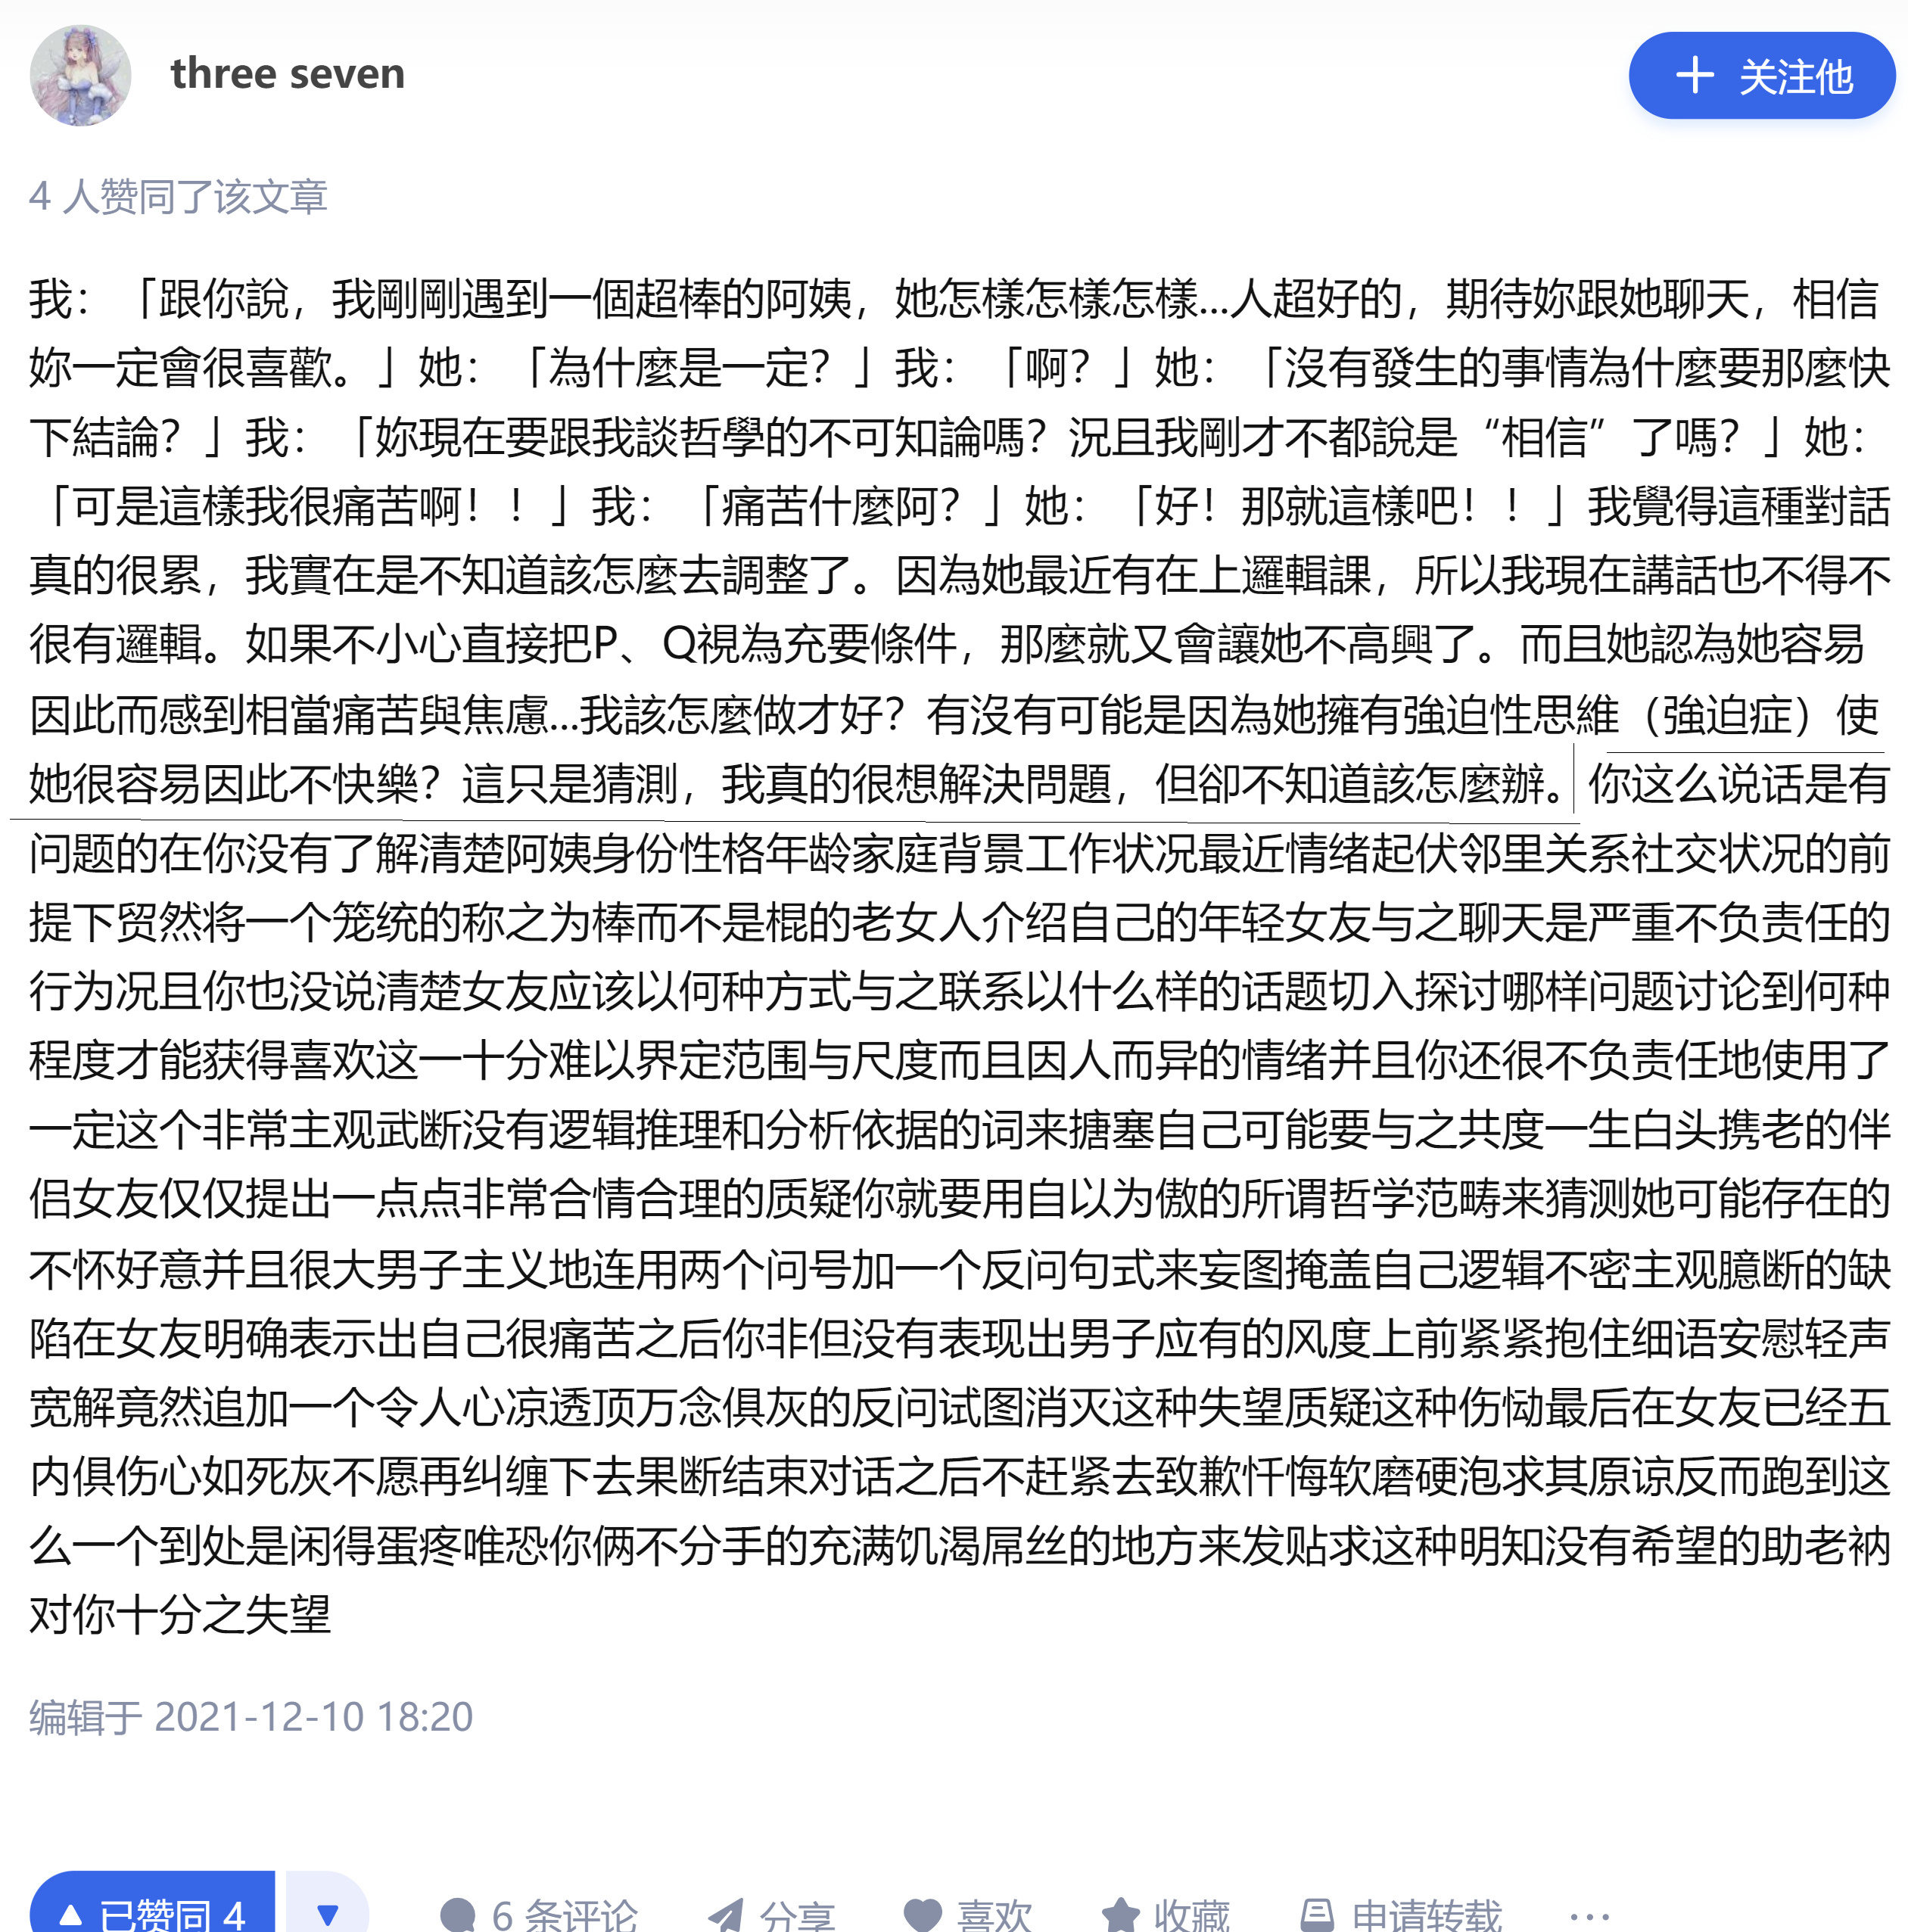 three seven
关注他
4 人赞同了该文章
我：「跟你說，我剛剛遇到一個超棒的阿姨，她怎樣怎樣怎樣...人超好的，期待妳跟她聊天，相信
妳一定會很喜歡。」她：「為什麼是一定？」我：「啊？」她：「沒有發生的事情為什麼要那麼快
下結論？」我：「妳現在要跟我談哲學的不可知論嗎？況且我剛才不都說是“相信”了嗎？」她：
「可是這樣我很痛苦啊！！」我：「痛苦什麼阿？」她：「好！那就這樣吧！！」我覺得這種對話
真的很累，我實在是不知道該怎麼去調整了。因為她最近有在上邏輯課，所以我現在講話也不得不
很有邏輯。如果不小心直接把P、Q視為充要條件，那麼就又會讓她不高興了。而且她認為她容易
因此而感到相當痛苦與焦慮...我該怎麼做才好？有沒有可能是因為她擁有強迫性思維（強迫症）使
她很容易因此不快樂？這只是猜測，我真的很想解決問題，但卻不知道該怎麼辦。你这么说话是有
问题的在你没有了解清楚阿姨身份性格年龄家庭背景工作状况最近情绪起伏邻里关系社交状况的前
提下贸然将一个笼统的称之为棒而不是棍的老女人介绍自己的年轻女友与之聊天是严重不负责任的
行为况且你也没说清楚女友应该以何种方式与之联系以什么样的话题切入探讨哪样问题讨论到何种
程度才能获得喜欢这一十分难以界定范围与尺度而且因人而异的情绪并且你还很不负责任地使用了
一定这个非常主观武断没有逻辑推理和分析依据的词来搪塞自己可能要与之共度一生白头携老的伴
侣女友仅仅提出一点点非常合情合理的质疑你就要用自以为傲的所谓哲学范畴来猜测她可能存在的
不怀好意并且很大男子主义地连用两个问号加一个反问句式来妄图掩盖自己逻辑不密主观臆断的缺
陷在女友明确表示出自己很痛苦之后你非但没有表现出男子应有的风度上前紧紧抱住细语安慰轻声
宽解竟然追加一个令人心凉透顶万念俱灰的反问试图消灭这种失望质疑这种伤恸最后在女友已经五
内俱伤心如死灰不愿再纠缠下去果断结束对话之后不赶紧去致歉忏悔软磨硬泡求其原谅反而跑到这
么一个到处是闲得蛋疼唯恐你俩不分手的充满饥渴屌丝的地方来发贴求这种明知没有希望的助老衲
对你十分之失望
编辑于 2021-12-10 18:20
已赞同 4
6 条评论
分享
喜欢
收藏
申请转载